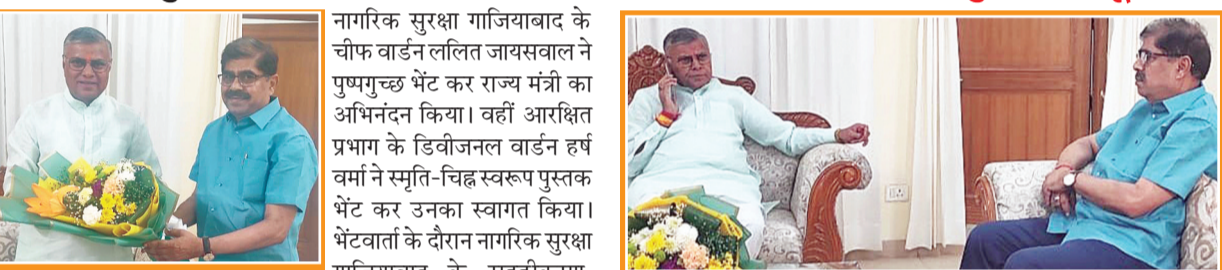 नागरिक सुरक्षा गाजियाबाद के
चीफ वार्डन ललित जायसवाल ने
पुष्पगुच्छ भेंट कर राज्य मंत्री का
अभिनंदन किया। वहीं आरक्षित
प्रभाग के डिवीजनल वार्डन हर्ष
वर्मा ने स्मृति-चिह्न स्वरूप पुस्तक
भेंट कर उनका स्वागत किया।
भेंटवार्ता के दौरान नागरिक सुरक्षा